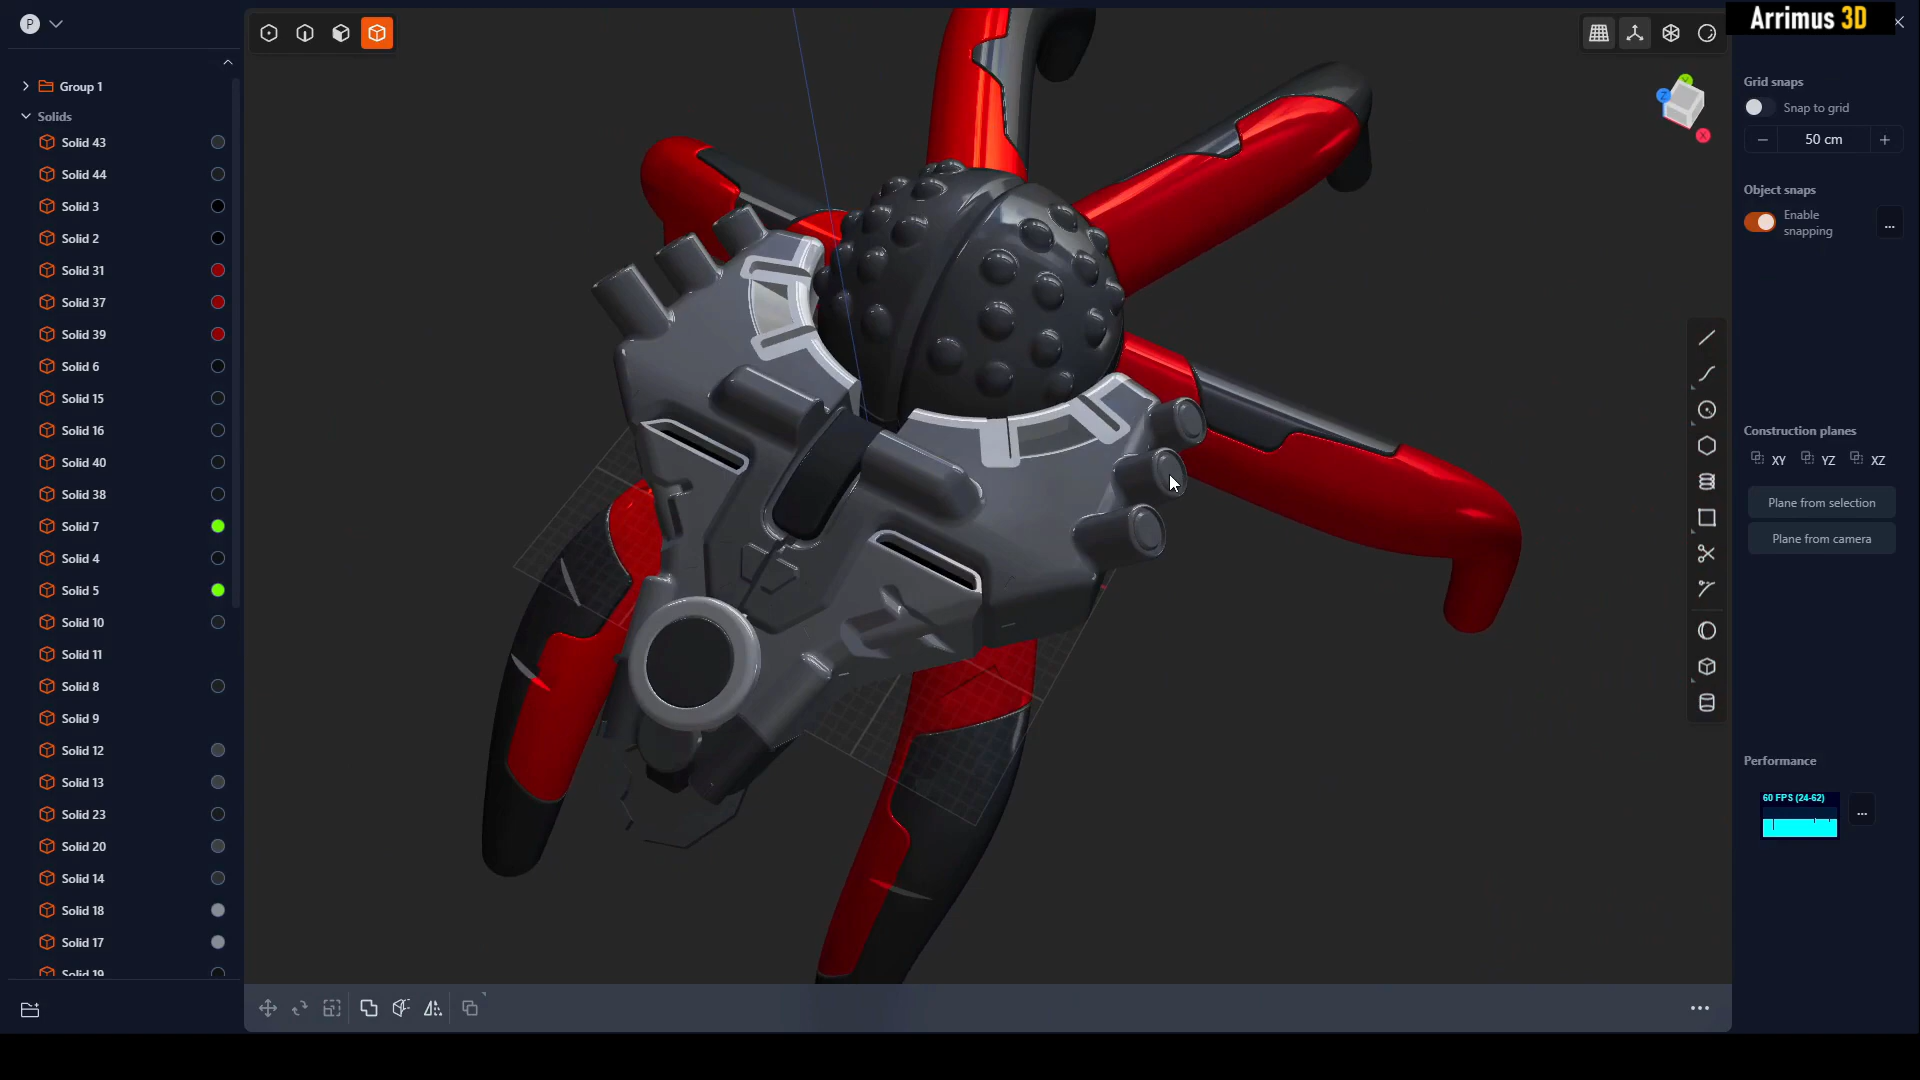 P
Group 1
Solids
Solid 43
Solid 44
Solid 3
Solid 2
Solid 31
Solid 37
Solid 39
Solid 6
Solid 15
Solid 16
Solid 40
Solid 38
Solid 7
Solid 4
Solid 5
Solid 10
Solid 11
Solid 8
Solid 9
Solid 12
Solid 13
Solid 23
Solid 20
Solid 14
Solid 18
Solid 17
Solid 19
Z
X
Arrimus 3D
Grid snaps
Snap to grid
50 cm
Object snaps
Enable
snapping
...
Construction planes
XY YZ XZ
Plane from selection
Plane from camera
Performance
60 FPS (24-62)
...